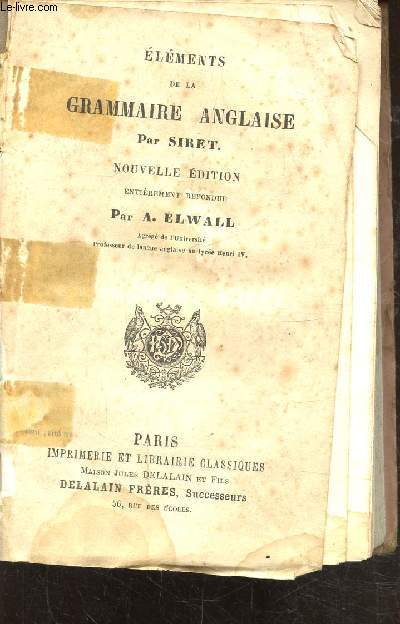 © Le-livre.com
ÉLÉMENTS
DE LA
GRAMMAIRE ANGLAISE
Par SIRET.
NOUVELLE ÉDITION
ENTIÈREMENT REFONDUE
Par A. ELWALL
Agrégé de l'Université
Professeur de langue anglaise au lycée Henri IV.
PARIS
IMPRIMERIE ET LIBRAIRIE CLASSIQUES
MAISON JULES DELALAIN ET FILS
DELALAIN FRÈRES, Successeurs
56, RUE DES ÉCOLES.